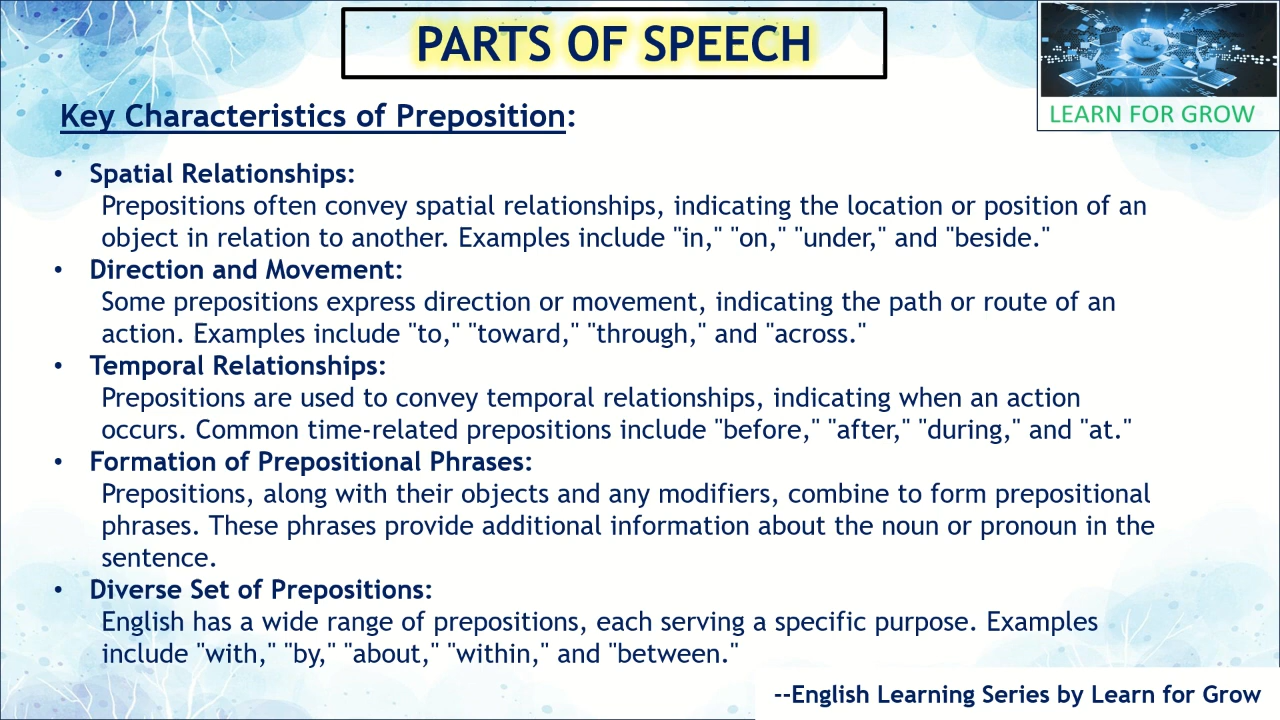 PARTS OF SPEECH
LEARN FOR GROW
Key Characteristics of Preposition:
• Spatial Relationships:
Prepositions often convey spatial relationships, indicating the location or position of an
object in relation to another. Examples include "in," "on," "under," and "beside."
• Direction and Movement:
Some prepositions express direction or movement, indicating the path or route of an
action. Examples include "to," "toward," "through," and "across."
• Temporal Relationships:
Prepositions are used to convey temporal relationships, indicating when an action
occurs. Common time-related prepositions include "before," "after," "during," and "at."
• Formation of Prepositional Phrases:
Prepositions, along with their objects and any modifiers, combine to form prepositional
phrases. These phrases provide additional information about the noun or pronoun in the
sentence.
• Diverse Set of Prepositions:
English has a wide range of prepositions, each serving a specific purpose. Examples
include "with," "by," "about," "within," and "between."
--English Learning Series by Learn for Grow